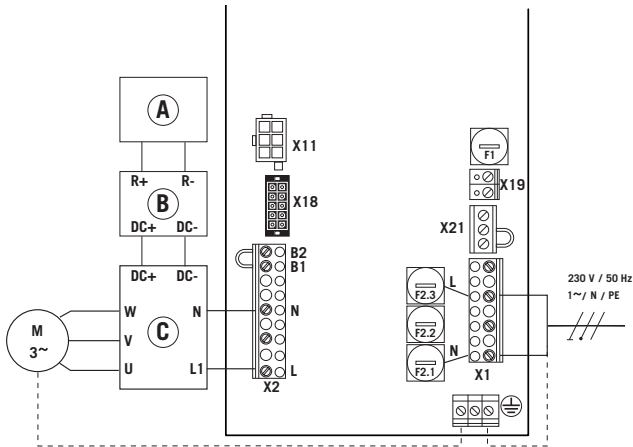 A
R+ R-
B
DC+ DC-
DC+ DC-
C
W
V
U
N
L1
M
3~
X11
X18
B2
B1
N
L
X2
F1
X19
X21
L
F2.3
F2.2
N
F2.1
X1
230 V / 50 Hz
1~/ N / PE